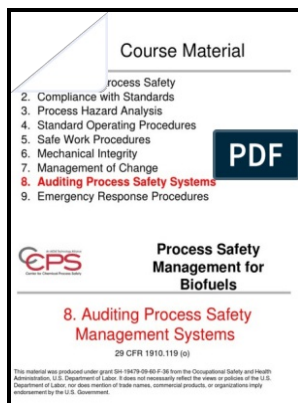 Course Material
rocess Safety
2. Compliance with Standards
3. Process Hazard Analysis
4. Standard Operating Procedures
5. Safe Work Procedures
6. Mechanical Integrity
7. Management of Change
8. Auditing Process Safety Systems
9. Emergency Response Procedures
PDF
CCPS
Center for Chemical Process Safety
Process Safety
Management for
Biofuels
8. Auditing Process Safety
Management Systems
29 CFR 1910.119 (o)
This material was produced under grant SH-19479-09-60-F-36 from the Occupational Safety and Health
Administration, U.S. Department of Labor. It does not necessarily reflect the views or policies of the U.S.
Department of Labor, nor does mention of trade names, commercial products, or organizations imply
endorsement by the U.S. Government.